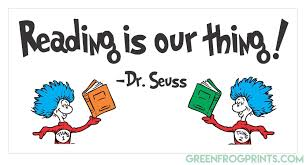 Reading is our thing!
-Dr. Seuss
GREENFROGPRINTS.COM